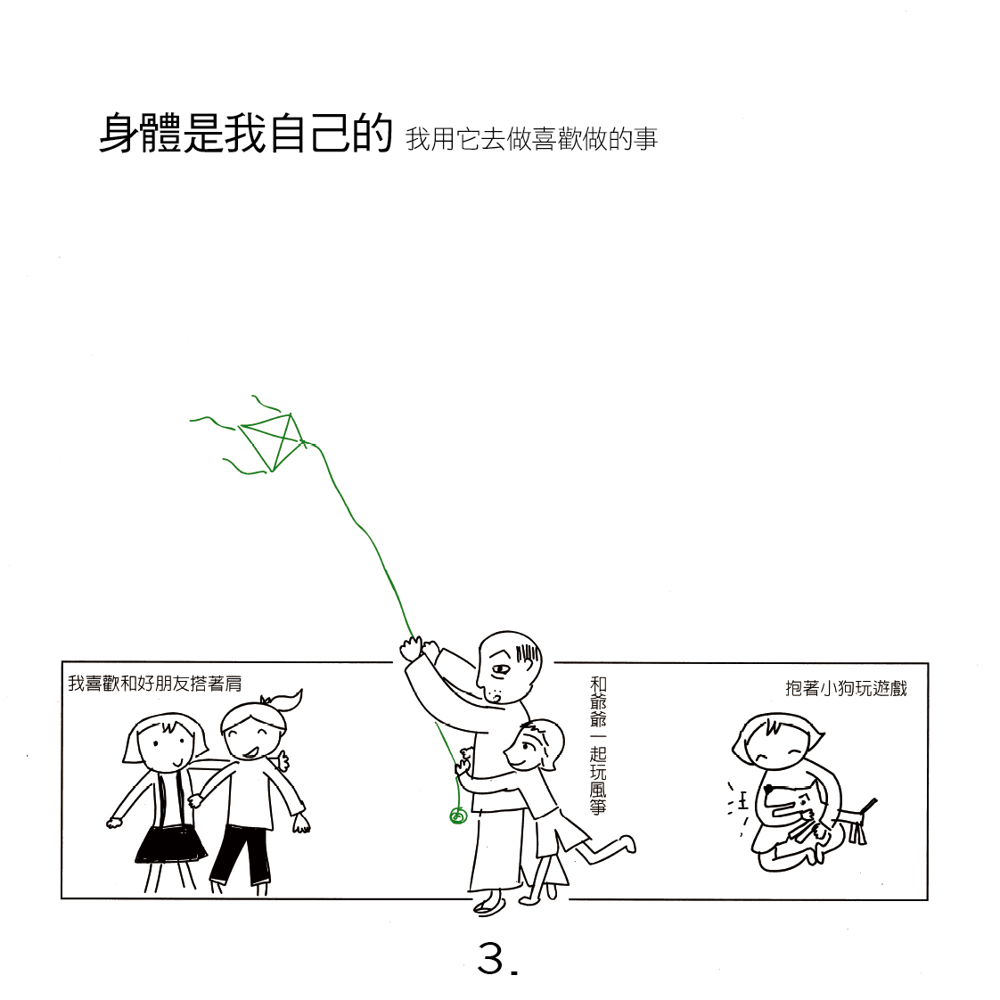 身體是我自己的 我用它去做喜歡做的事
我喜歡和好朋友搭著肩
和爺爺一起玩風箏
抱著小狗玩遊戲
3.